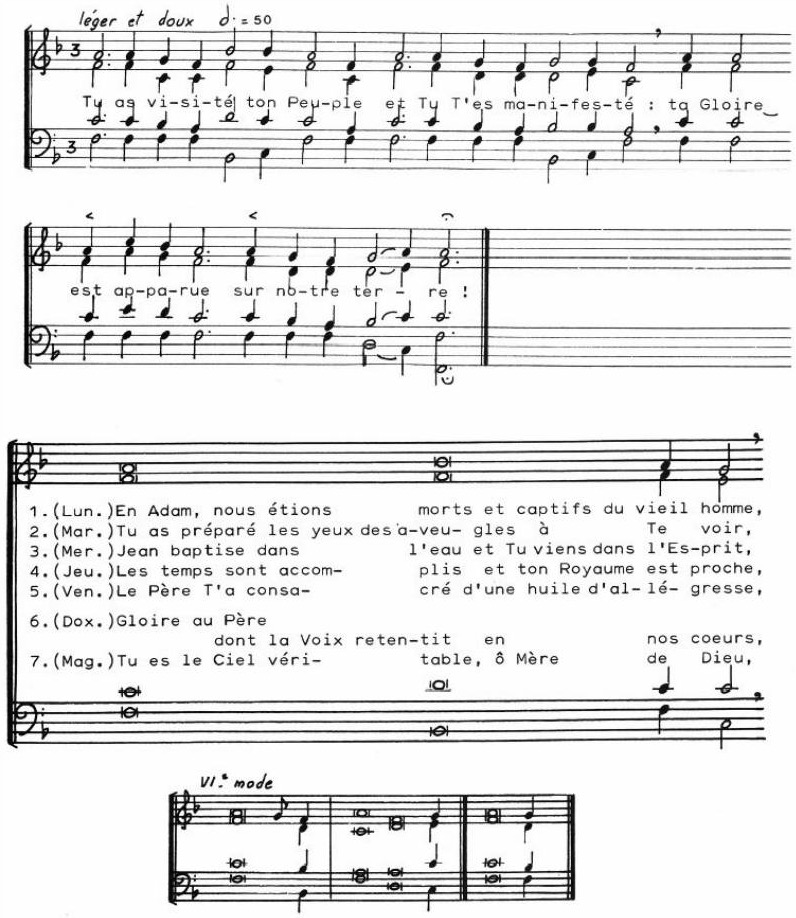 léger et doux d. = 50
Tu as vi-si-té ton Peu-ple et Tu T'es ma-ni-fes-té : ta Gloire
est ap-pa-rue sur no-tre ter - re !
1.(Lun.)En Adam, nous étions morts et captifs du vieil homme,
2.(Mar.)Tu as préparé les yeux des a-veu- gles à Te voir,
3.(Mer.)Jean baptise dans l'eau et Tu viens dans l'Es-prit,
4.(Jeu.)Les temps sont accom- plis et ton Royaume est proche,
5.(Ven.)Le Père T'a consa- cré d'une huile d'al-lé- gresse,
6.(Dox.)Gloire au Père
dont la Voix reten-tit en nos coeurs,
7.(Mag.)Tu es le Ciel véri- table, ô Mère de Dieu,
VI.e mode